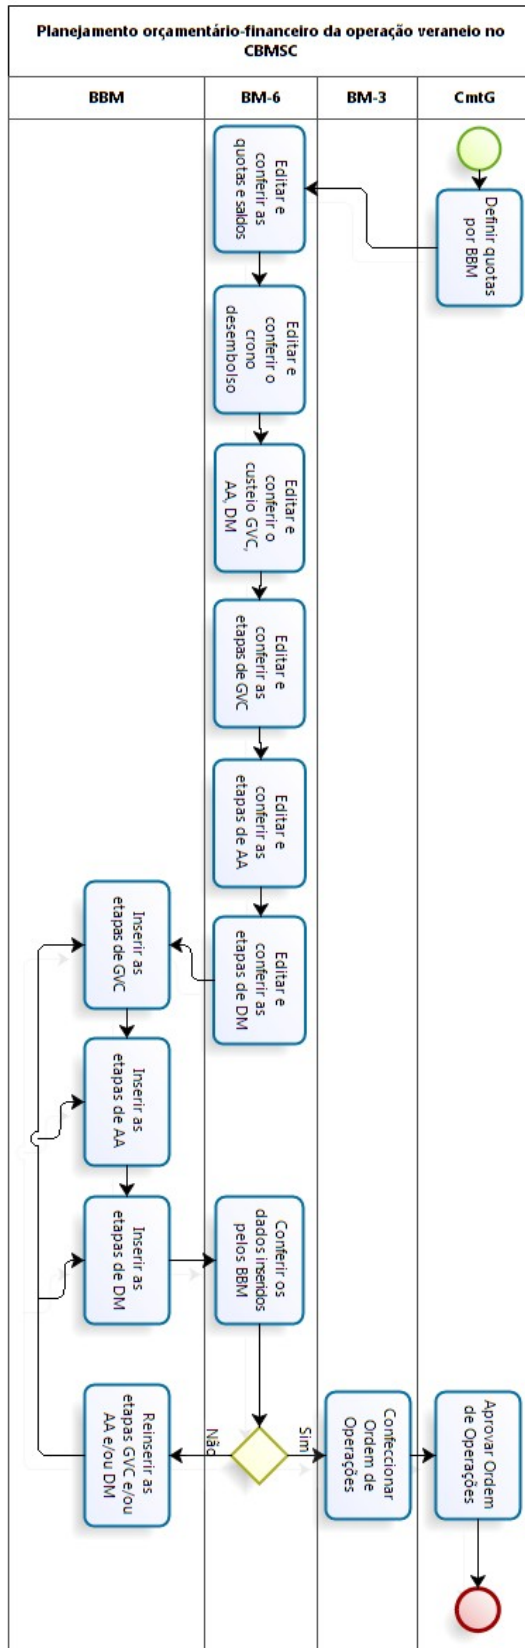 Planejamento orçamentário-financeiro da operação veraneio no
CBMSC
BBM
BM-6
BM-3
CmtG
Definir quotas
por BBM
Editar e
conferir as
quotas e saldos
Editar e
conferir o
crono
desembolso
Editar e
conferir o
custeio GVC,
AA, DM
Editar e
conferir as
etapas de GVC
Editar e
conferir as
etapas de AA
Editar e
conferir as
etapas de DM
Inserir as
etapas de GVC
Inserir as
etapas de AA
Inserir as
etapas de DM
Conferir os
dados inseridos
pelos BBM
Sim
Não
Reinserir as
etapas GVC e/ou
AA e/ou DM
Confeccionar
Ordem de
Operações
Aprovar Ordem
de Operações